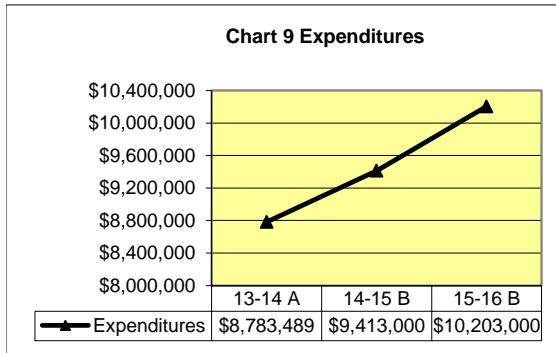 Chart 9 Expenditures
$10,400,000
$10,000,000
$9,600,000
$9,200,000
$8,800,000
$8,400,000
$8,000,000
13-14 A 14-15 B 15-16 B
Expenditures $8,783,489 $9,413,000 $10,203,000